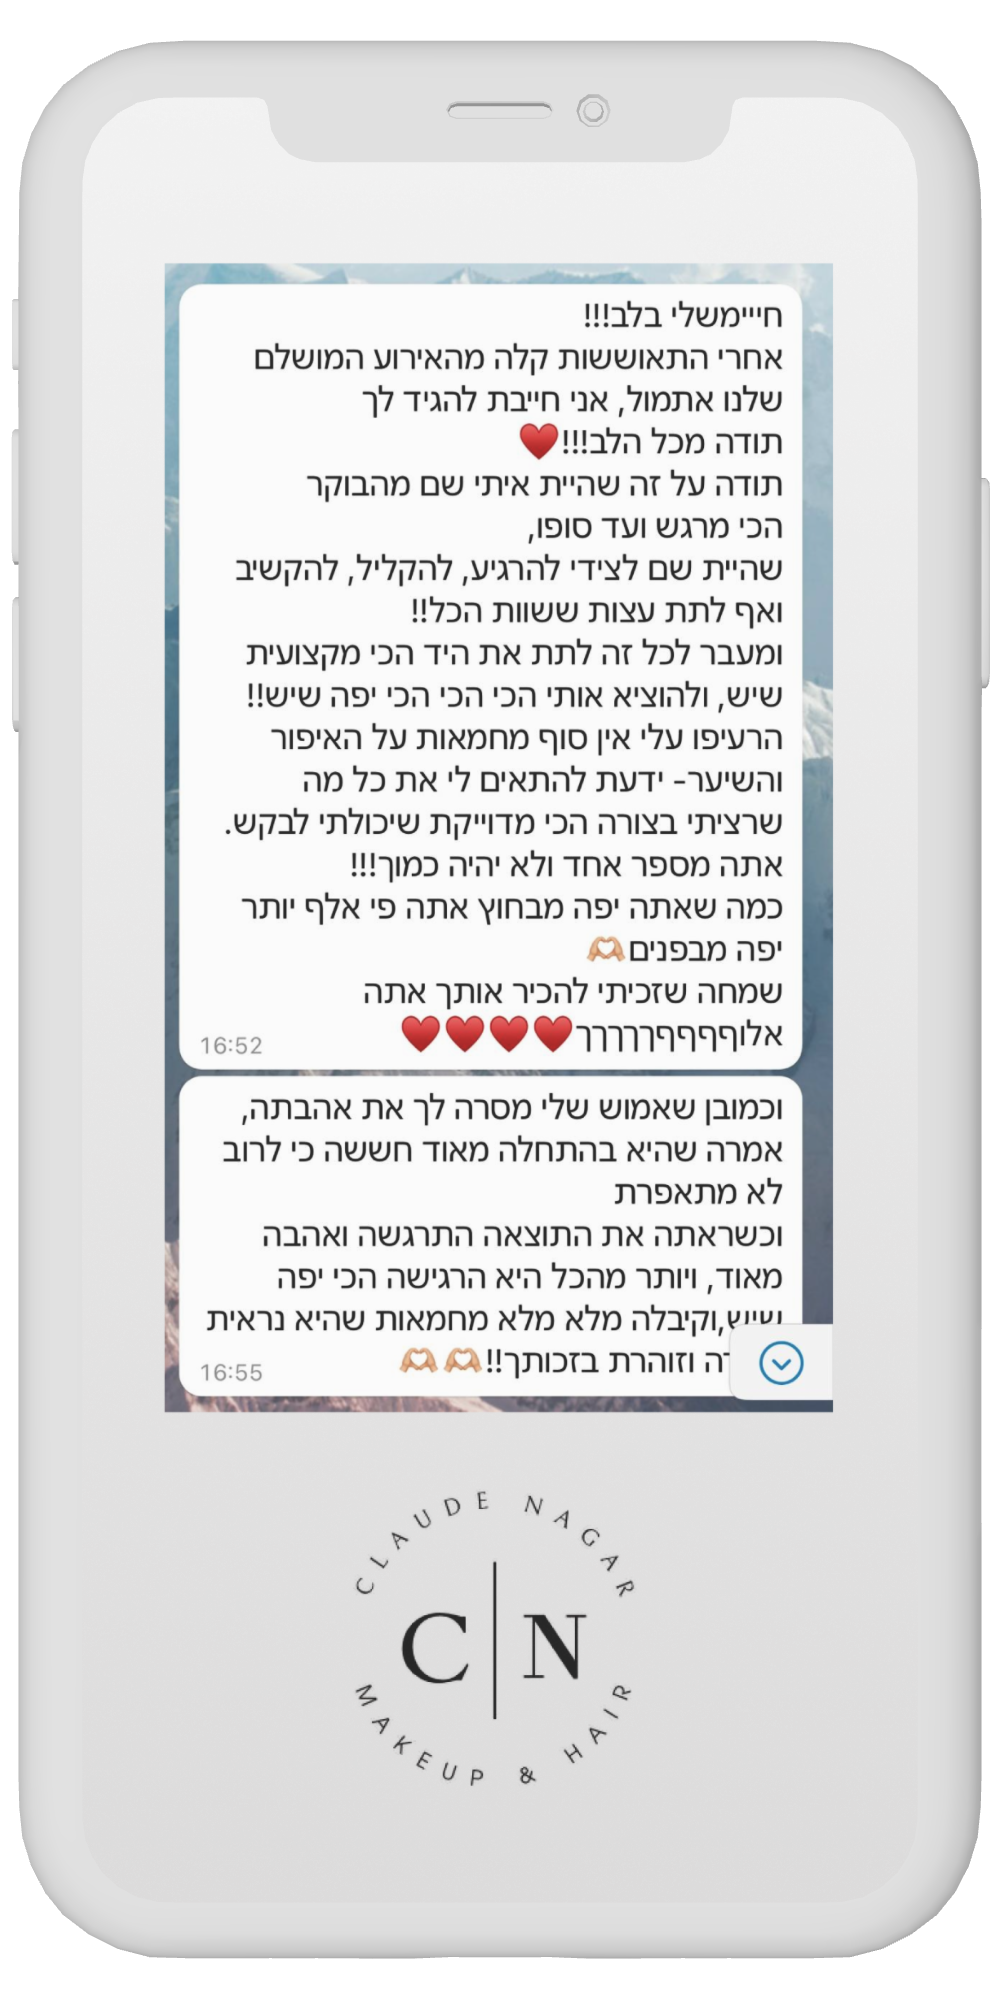 חיייימשלי בלב!!!
אחרי התאוששות קלה מהאירוע המושלם
שלנו אתמול, אני חייבת להגיד לך
תודה מכל הלב!!!❤️
תודה על זה שהיית איתי שם מהבוקר
הכי מרגש ועד סופו,
שהיית שם לצידי להרגיע, להקליל, להקשיב
ואף לתת עצות ששוות הכל!!
ומעבר לכל זה לתת את היד הכי מקצועית
שיש, ולהוציא אותי הכי הכי הכי יפה שיש!!
הרעיפו עלי אין סוף מחמאות על האיפור
והשיער- ידעת להתאים לי את כל מה
שרציתי בצורה הכי מדוייקת שיכולתי לבקש.
אתה מספר אחד ולא יהיה כמוך!!!
כמה שאתה יפה מבחוץ אתה פי אלף יותר
יפה מבפנים🫶🏼
שמחה שזכיתי להכיר אותך אתה
אלוףףףףףךךךךך❤️❤️❤️❤️
16:52
וכמובן שאמוש שלי מסרה לך את אהבתה,
אמרה שהיא בהתחלה מאוד חששה כי לרוב
לא מתאפרת
וכשראתה את התוצאה התרגשה ואהבה
מאוד, ויותר מהכל היא הרגישה הכי יפה
שיש,וקיבלה מלא מלא מחמאות שהיא נראית
וזוהרת בזכותך!!🫶🏼🫶🏼
16:55
CLAUDE NAGAR
C|N
MAKEUP & HAIR